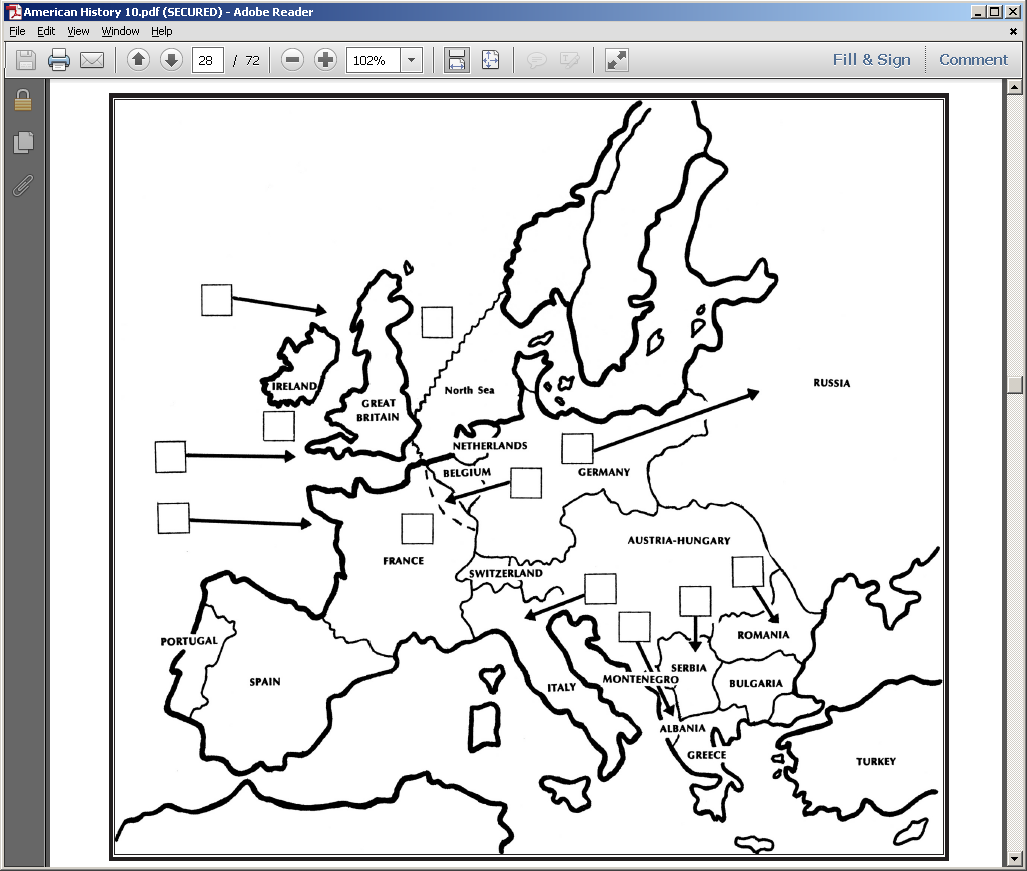 American History 10.pdf (SECURED) - Adobe Reader
File Edit View Window Help
28 / 72 102% Fill & Sign Comment
RUSSIA
IRELAND
North Sea
GREAT
BRITAIN
NETHERLANDS
BELGIUM
GERMANY
AUSTRIA-HUNGARY
FRANCE
SWITZERLAND
PORTUGAL
ROMANIA
SERBIA
SPAIN
MONTENEGRO
BULGARIA
ITALY
ALBANIA
GREECE
TURKEY